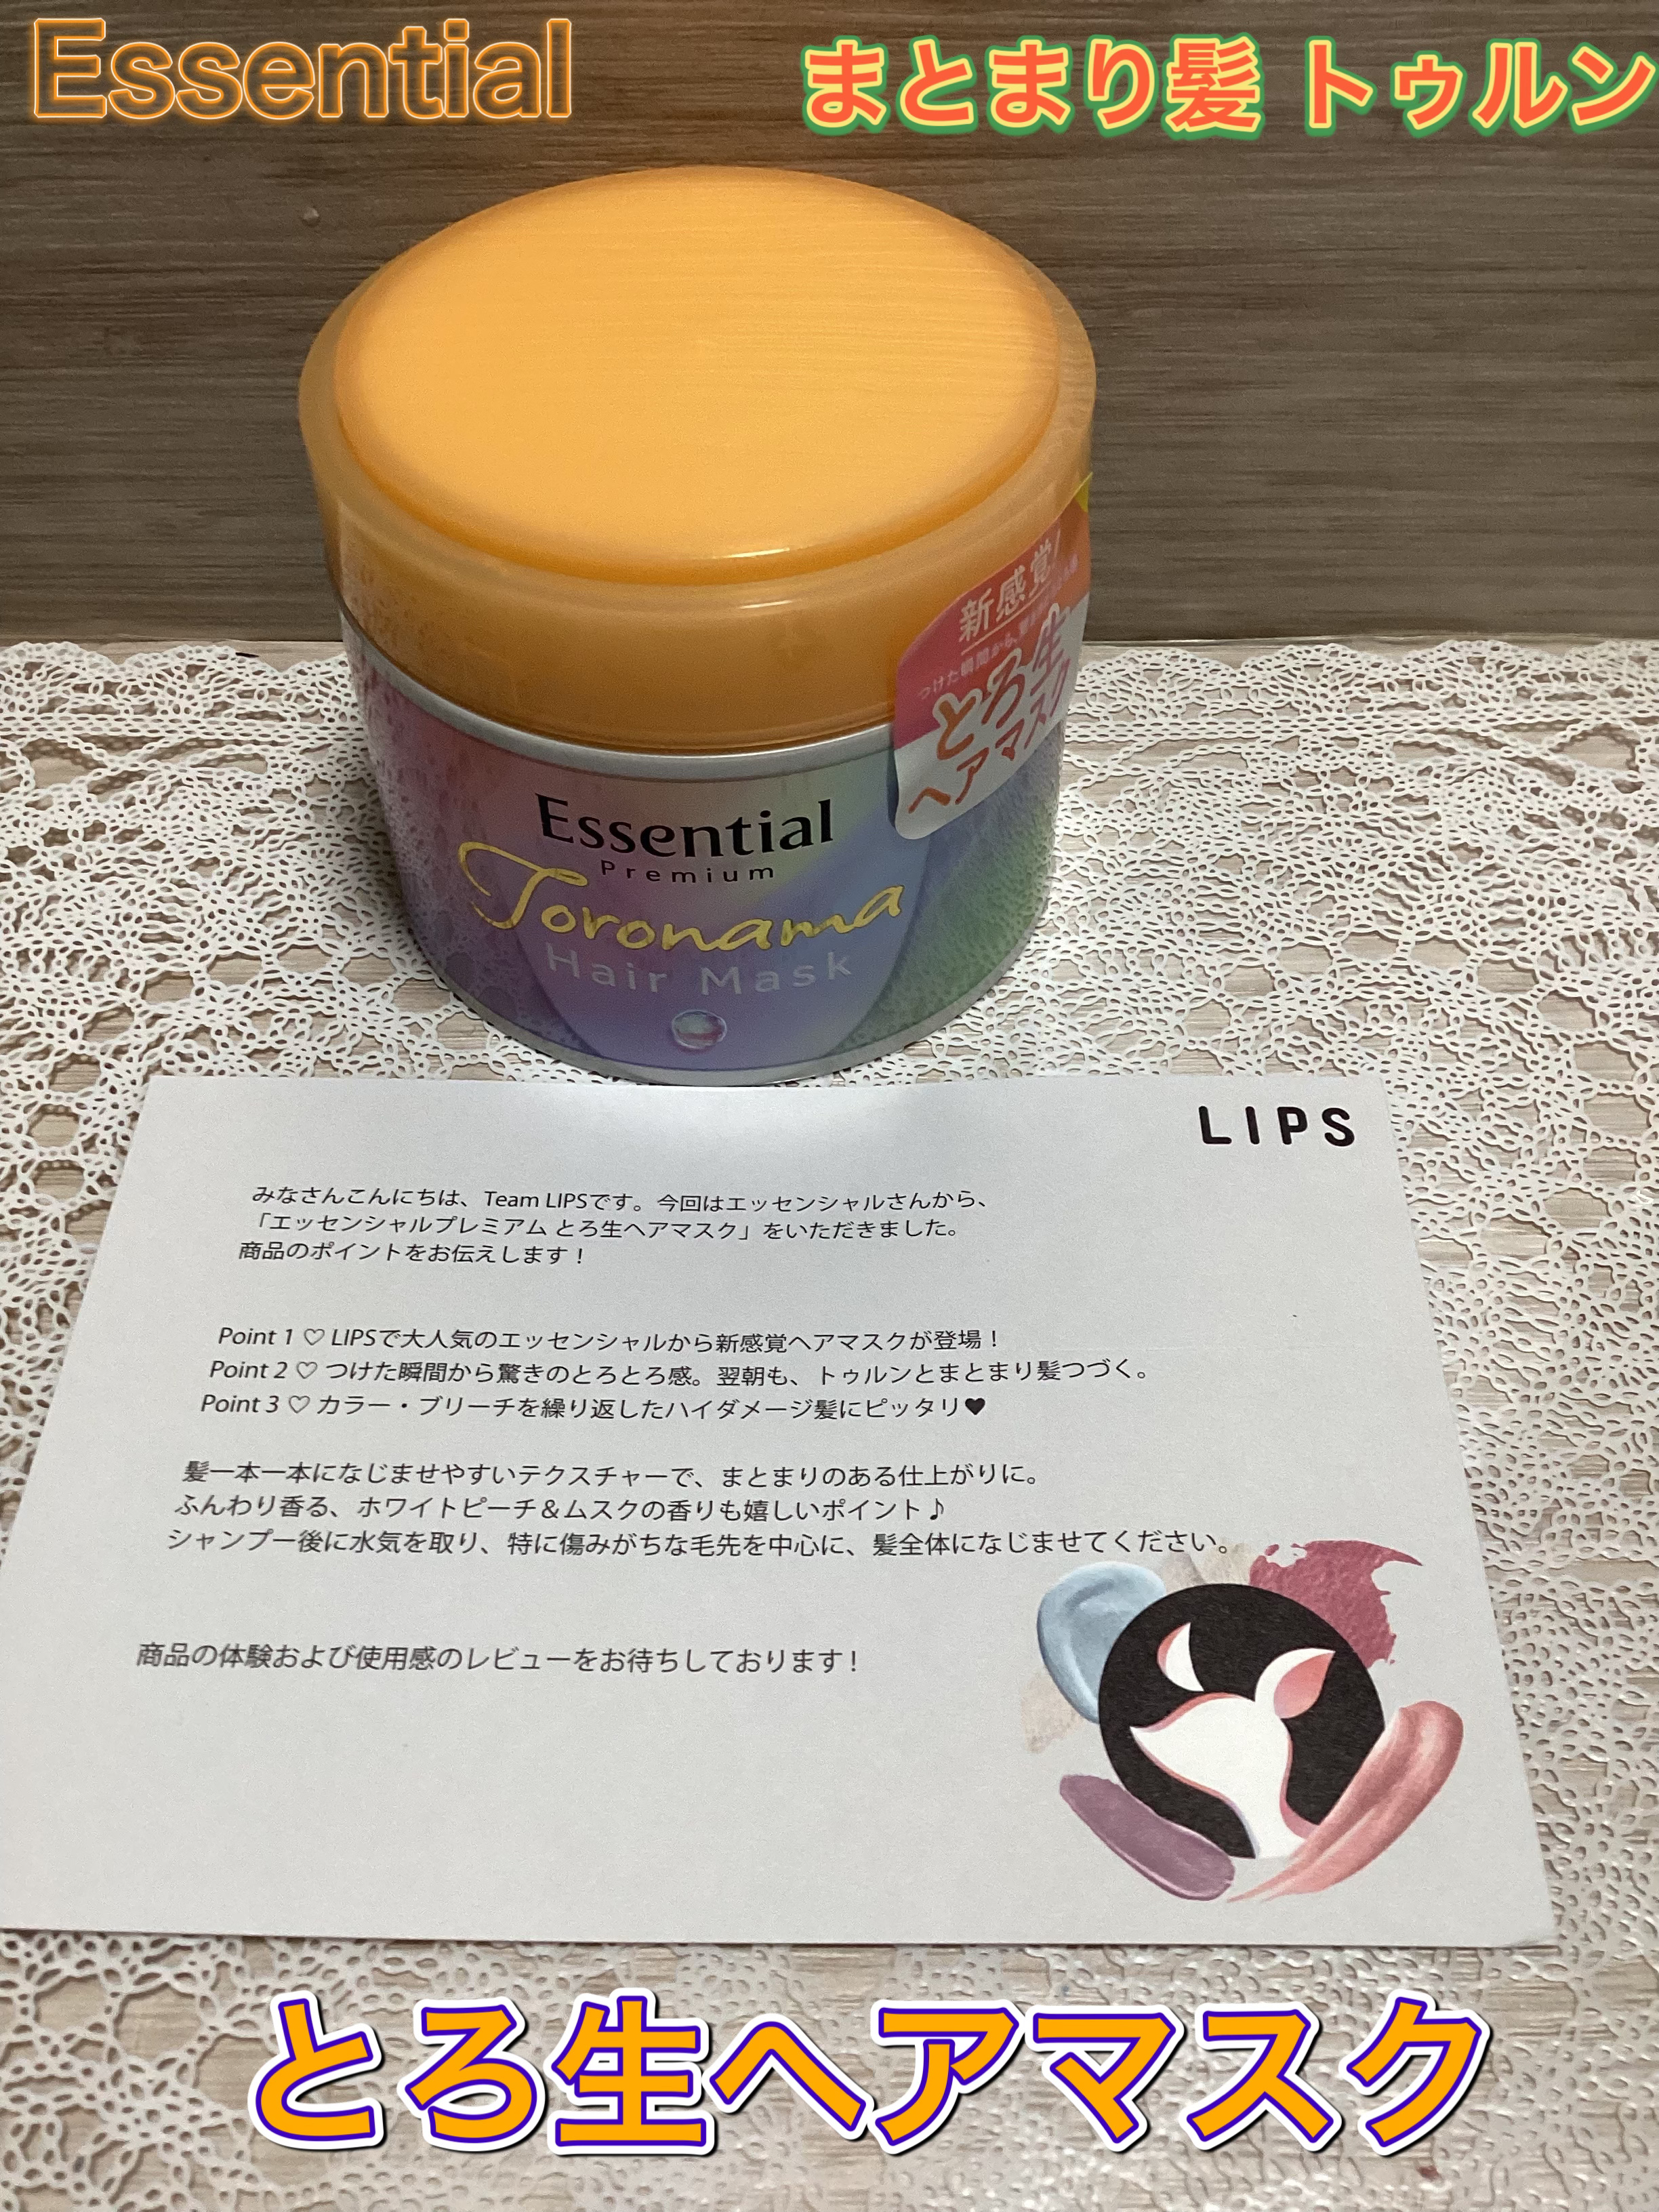 Essential
まとまり髪 トゥルン
新感覚!
つけた瞬間から、
とろ生
ヘアマスク
Essential
Premium
Toronama
Hair Mask
LIPS
みなさんこんにちは、Team LIPSです。今回はエッセンシャルさんから、
「エッセンシャルプレミアム とろ生ヘアマスク」をいただきました。
商品のポイントをお伝えします！
Point 1 ♡ LIPSで大人気のエッセンシャルから新感覚ヘアマスクが登場！
Point 2 ♡ つけた瞬間から驚きのとろとろ感。翌朝も、トゥルンとまとまり髪つづく。
Point 3 ♡ カラー・ブリーチを繰り返したハイダメージ髪にピッタリ♥
髪一本一本になじませやすいテクスチャーで、まとまりのある仕上がりに。
ふんわり香る、ホワイトピーチ＆ムスクの香りも嬉しいポイント♪
シャンプー後に水気を取り、特に傷みがちな毛先を中心に、髪全体になじませてください。
商品の体験および使用感のレビューをお待ちしております！
とろ生ヘアマスク